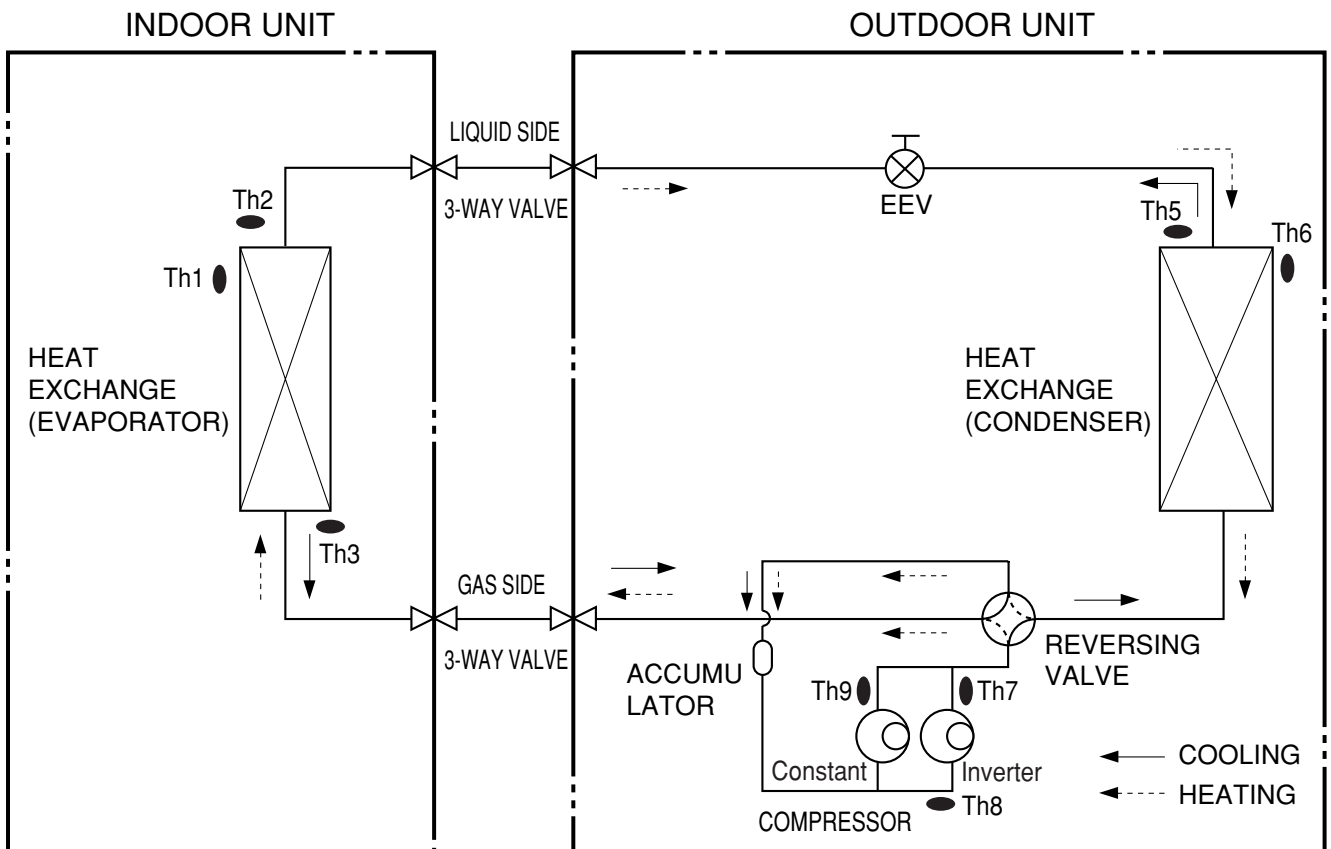 INDOOR UNIT
OUTDOOR UNIT
LIQUID SIDE
3-WAY VALVE
Th2
Th1
HEAT
EXCHANGE
(EVAPORATOR)
Th3
EEV
Th5
Th6
HEAT
EXCHANGE
(CONDENSER)
GAS SIDE
3-WAY VALVE
ACCUMU
LATOR
REVERSING
VALVE
Th9
Th7
Constant
Inverter
Th8
COMPRESSOR
COOLING
HEATING